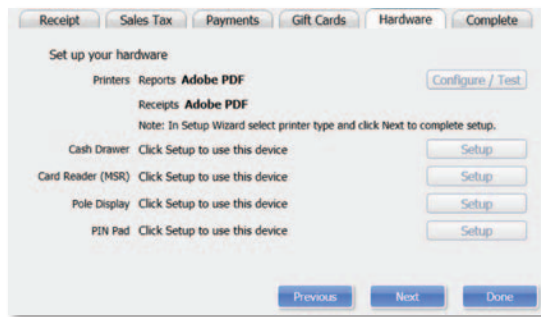 Receipt Sales Tax Payments Gift Cards Hardware Complete
Set up your hardware
Printers Reports Adobe PDF Configure / Test
Receipts Adobe PDF
Note: In Setup Wizard select printer type and click Next to complete setup.
Cash Drawer Click Setup to use this device Setup
Card Reader (MSR) Click Setup to use this device Setup
Pole Display Click Setup to use this device Setup
PIN Pad Click Setup to use this device Setup
Previous Next Done